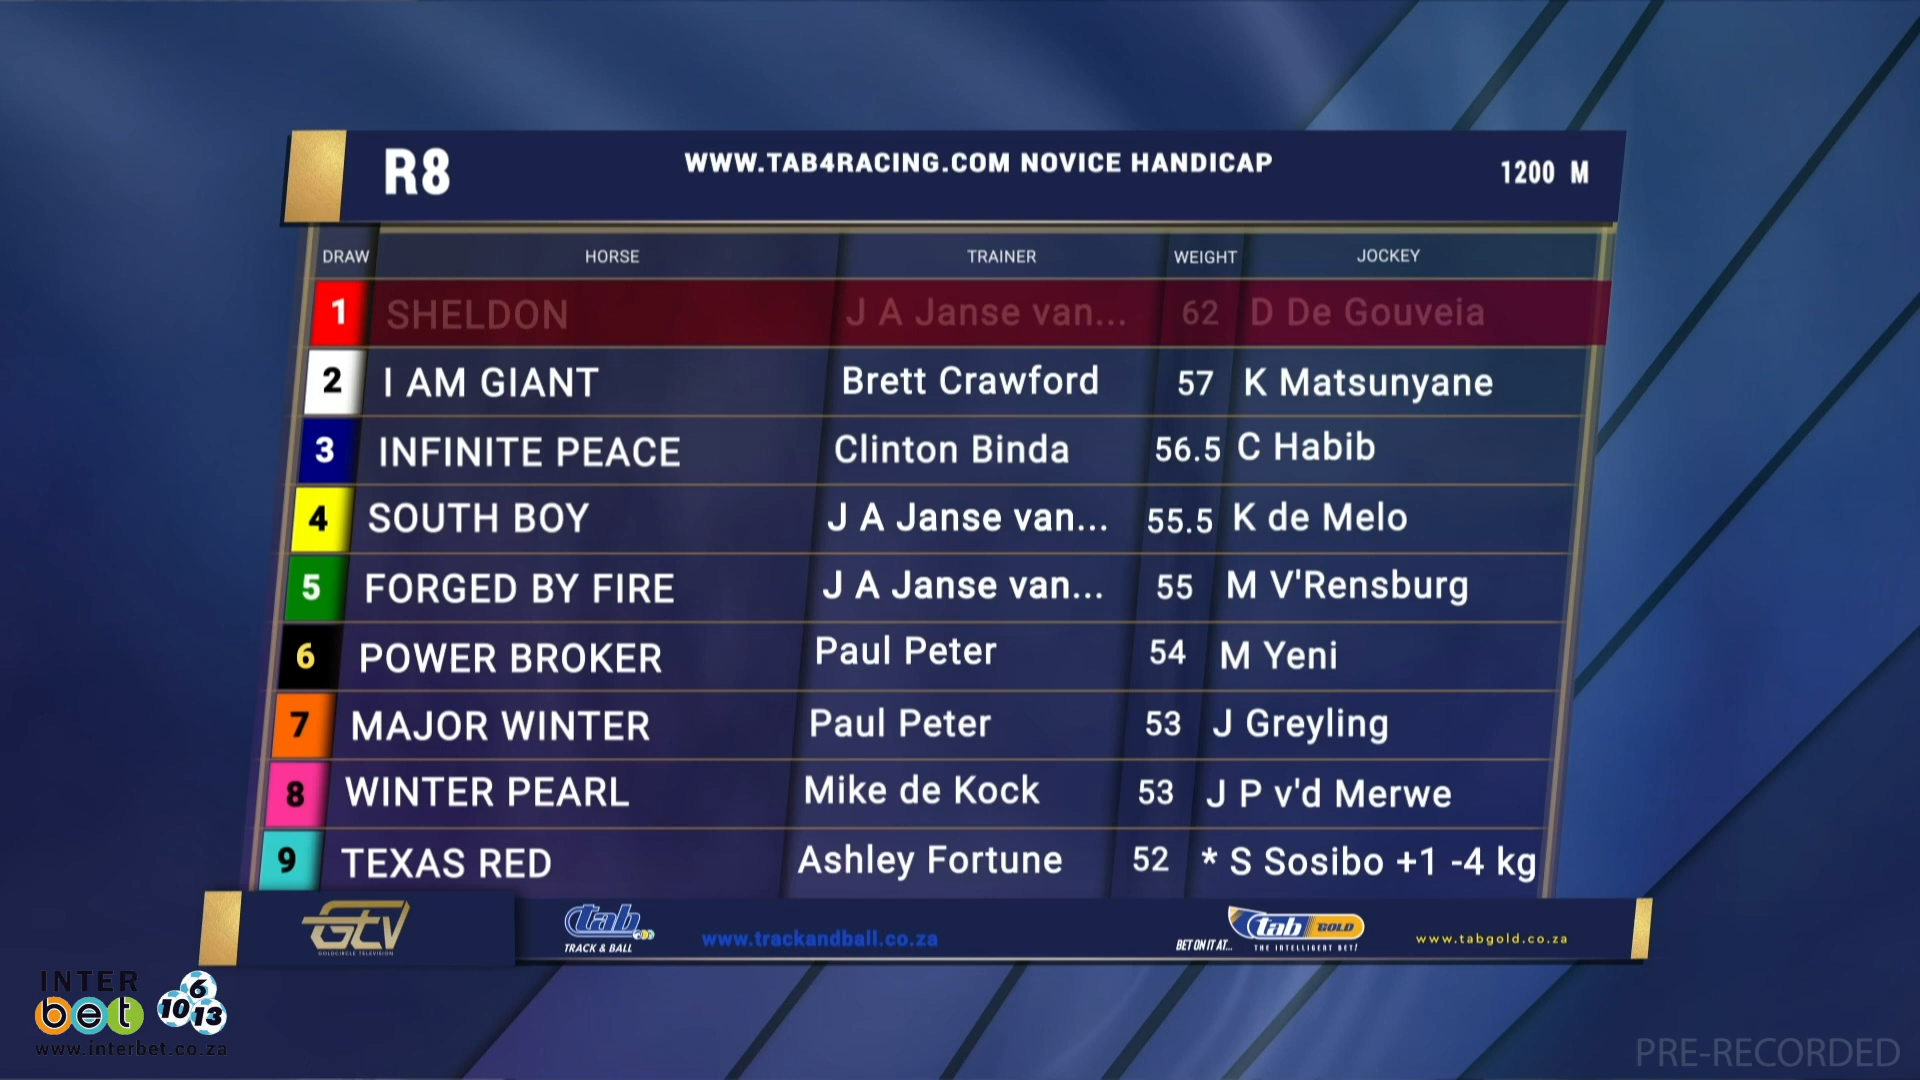 R8
WWW.TAB4RACING.COM NOVICE HANDICAP
1200 M
DRAW HORSE TRAINER WEIGHT JOCKEY
1 SHELDON J A Janse van... 62 D De Gouveia
2 I AM GIANT Brett Crawford 57 K Matsunyane
3 INFINITE PEACE Clinton Binda 56.5 C Habib
4 SOUTH BOY J A Janse van... 55.5 K de Melo
5 FORGED BY FIRE J A Janse van... 55 M V'Rensburg
6 POWER BROKER Paul Peter 54 M Yeni
7 MAJOR WINTER Paul Peter 53 J Greyling
8 WINTER PEARL Mike de Kock 53 J P v'd Merwe
9 TEXAS RED Ashley Fortune 52 * S Sosibo +1 -4 kg
GTV
GOLDCIRCLE TELEVISION
tab
TRACK & BALL
www.trackandball.co.za
BET ON IT AT...
tab GOLD
THE INTELLIGENT BET!
www.tabgold.co.za
INTER
bet
6
10 13
www.interbet.co.za
PRE-RECORDED